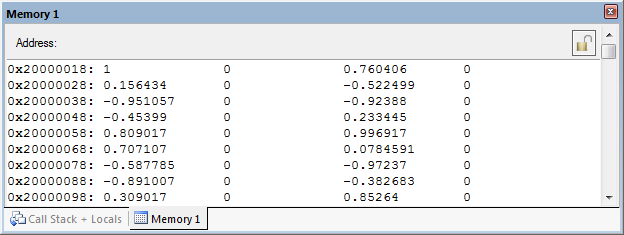 Memory 1
Address:
0x20000018: 1 0 0.760406 0
0x20000028: 0.156434 0 -0.522499 0
0x20000038: -0.951057 0 -0.92388 0
0x20000048: -0.45399 0 0.233445 0
0x20000058: 0.809017 0 0.996917 0
0x20000068: 0.707107 0 0.0784591 0
0x20000078: -0.587785 0 -0.97237 0
0x20000088: -0.891007 0 -0.382683 0
0x20000098: 0.309017 0 0.85264 0
Call Stack + Locals Memory 1